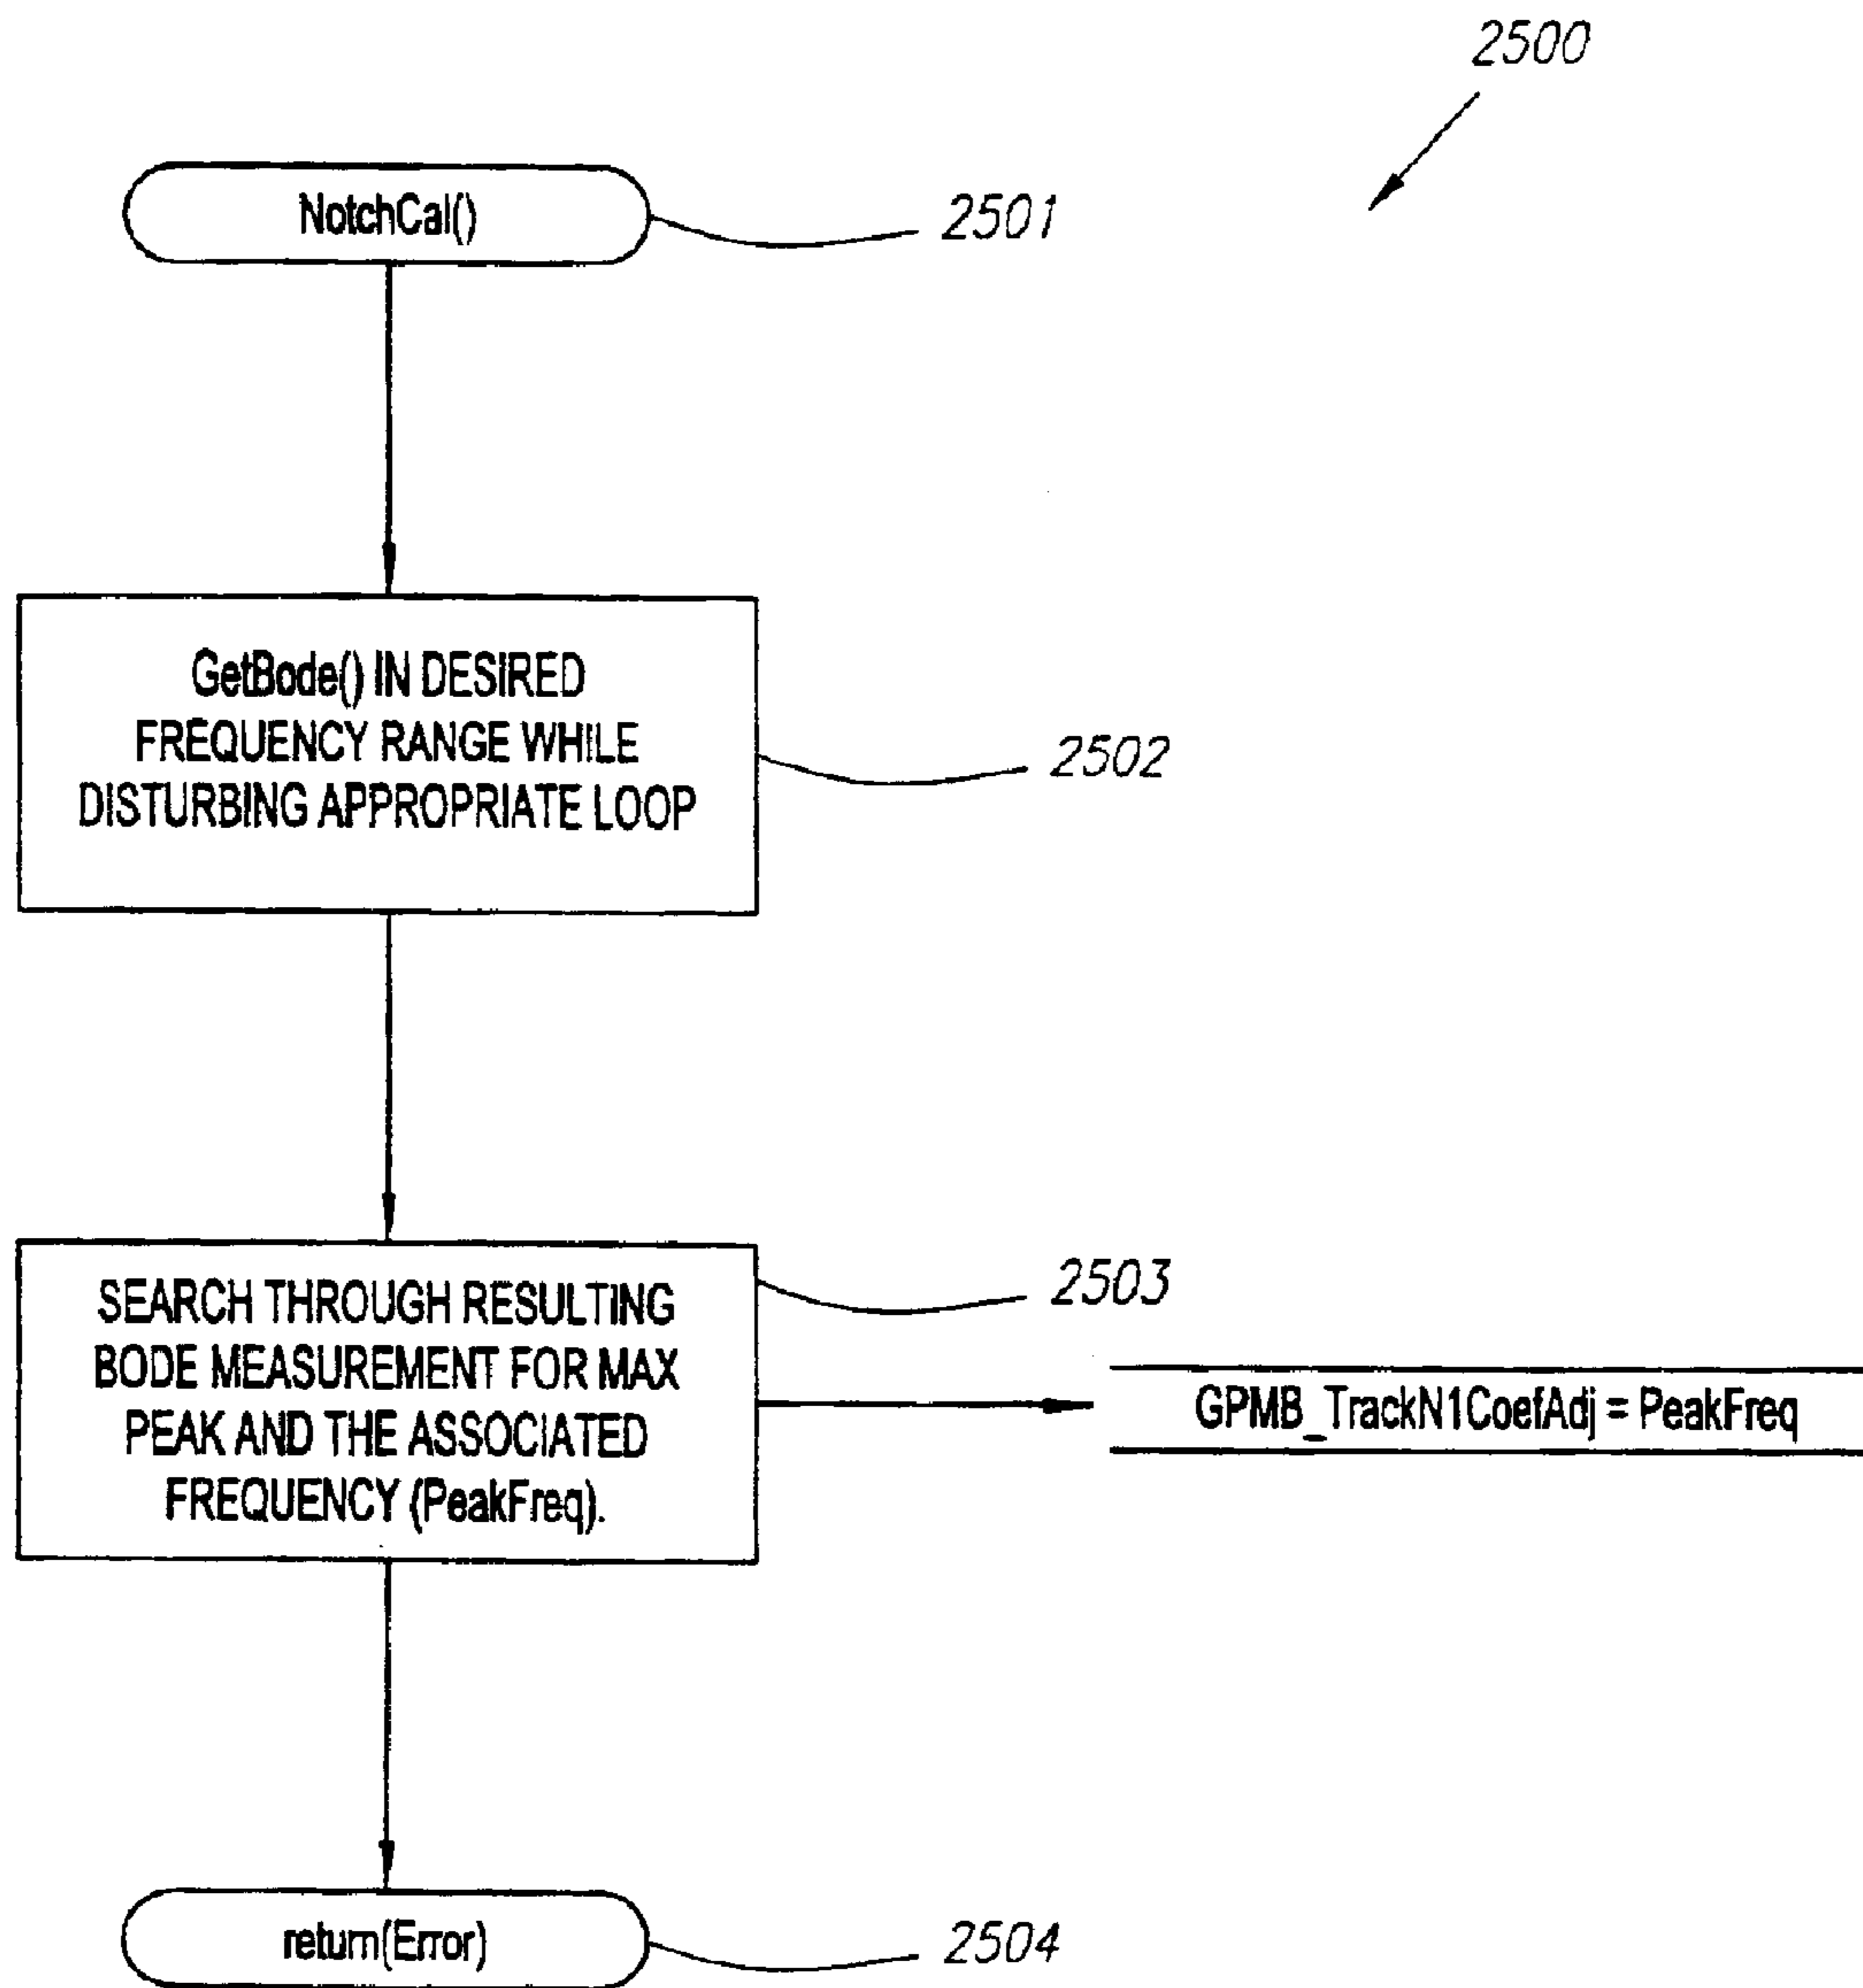 2500
NotchCal()
2501
GetBode() IN DESIRED
FREQUENCY RANGE WHILE
DISTURBING APPROPRIATE LOOP
2502
SEARCH THROUGH RESULTING
BODE MEASUREMENT FOR MAX
PEAK AND THE ASSOCIATED
FREQUENCY (PeakFreq).
2503
GPMB_TrackN1CoefAdj = PeakFreq
return(Error)
2504